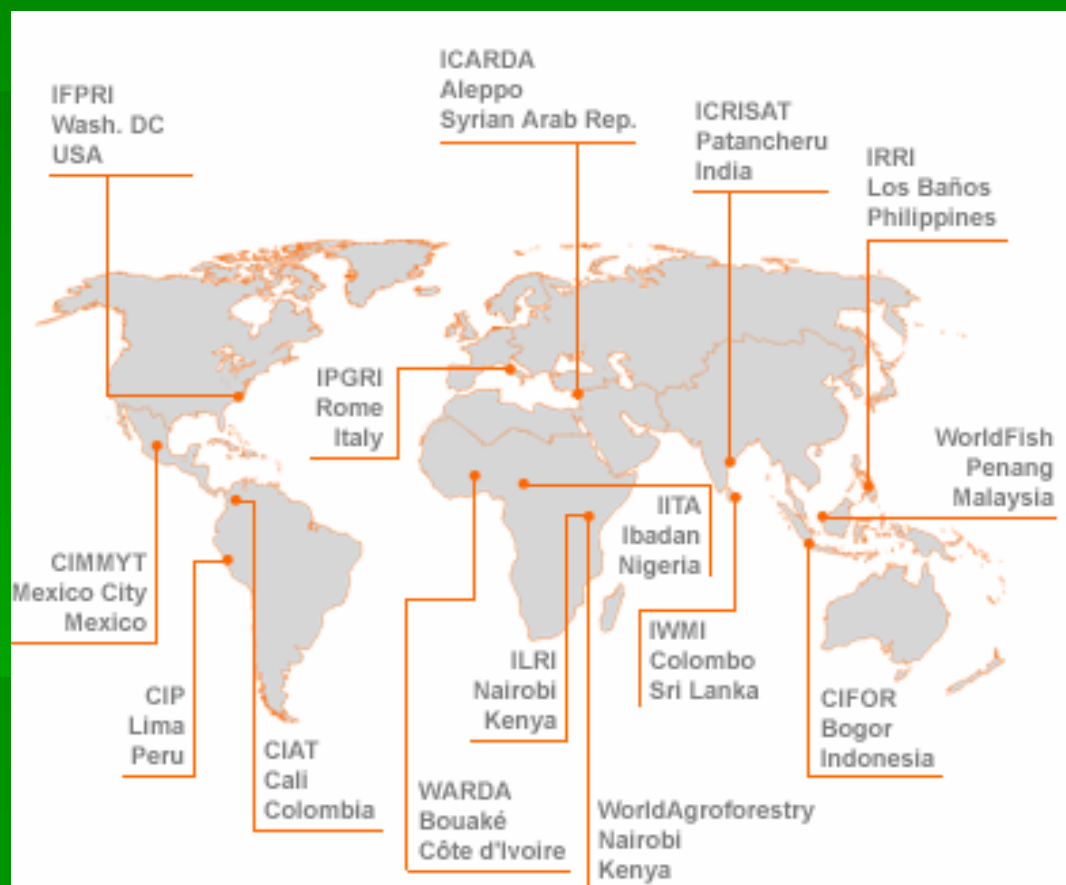 IFPRI
Wash. DC
USA
ICARDA
Aleppo
Syrian Arab Rep.
ICRISAT
Patancheru
India
IRRI
Los Baños
Philippines
IPGRI
Rome
Italy
WorldFish
Penang
Malaysia
IITA
Ibadan
Nigeria
CIMMYT
Mexico City
Mexico
ILRI
Nairobi
Kenya
IWMI
Colombo
Sri Lanka
CIP
Lima
Peru
CIFOR
Bogor
Indonesia
CIAT
Cali
Colombia
WARDA
Bouaké
Côte d'Ivoire
WorldAgroforestry
Nairobi
Kenya